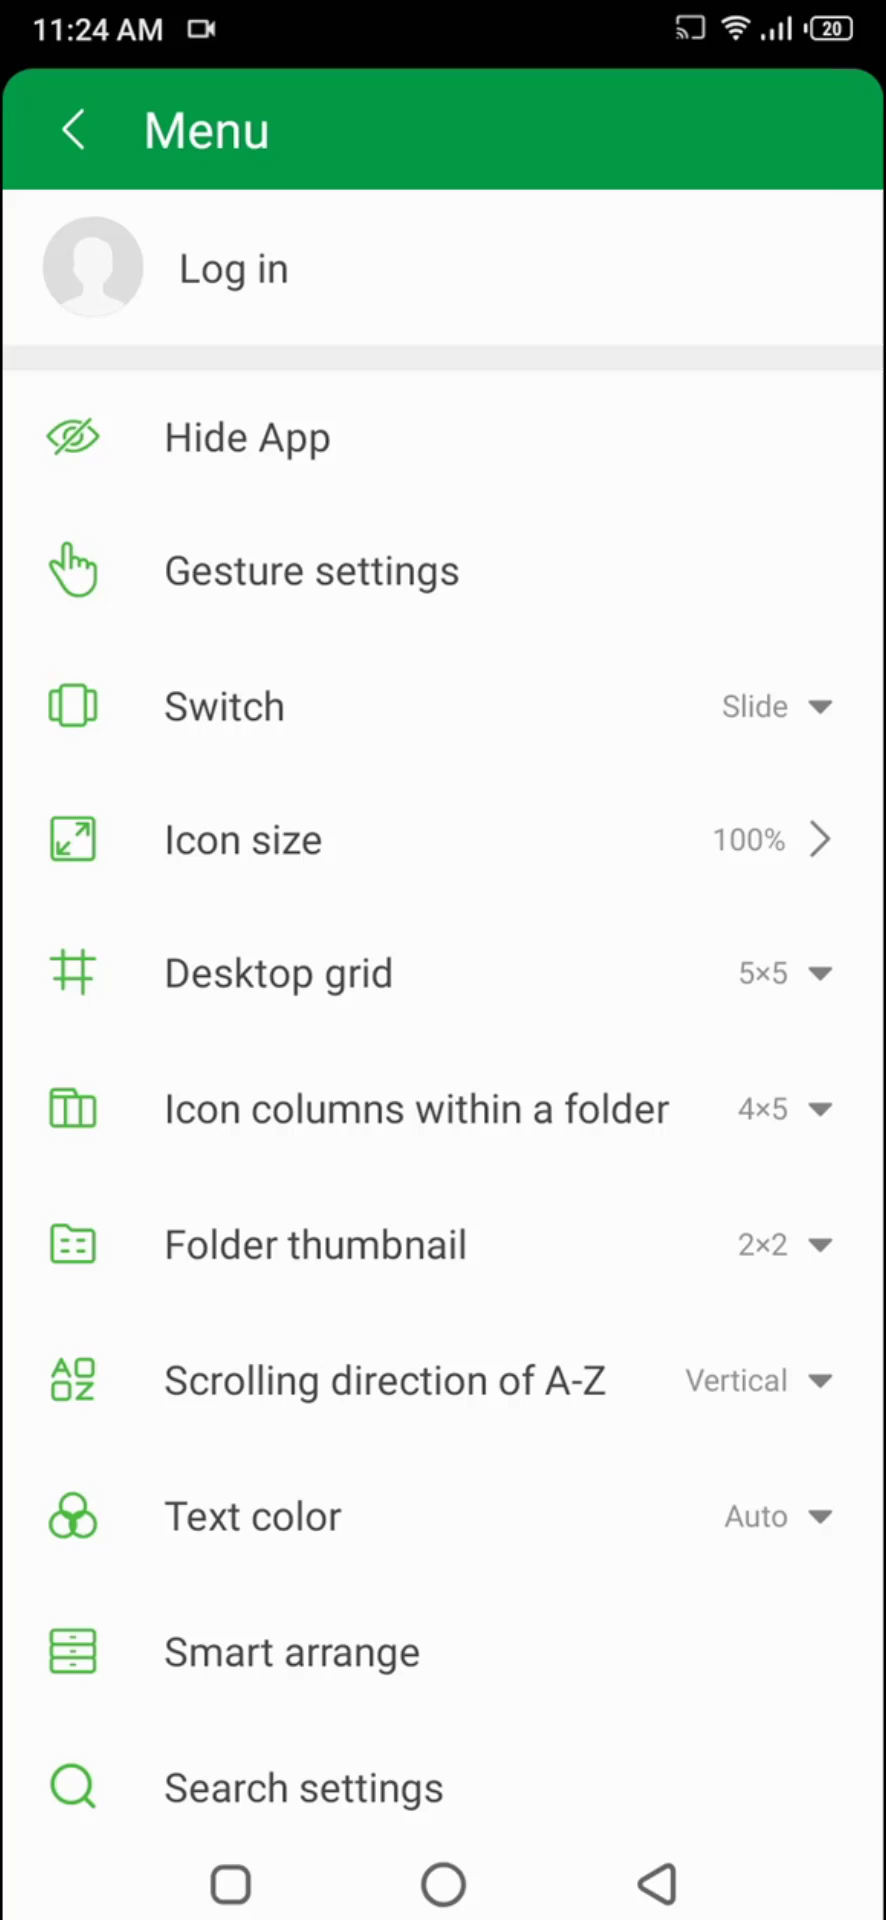 11:24 AM
20
Menu
Log in
Hide App
Gesture settings
Switch Slide
Icon size 100%
Desktop grid 5×5
Icon columns within a folder 4×5
Folder thumbnail 2×2
Scrolling direction of A-Z Vertical
Text color Auto
Smart arrange
Search settings